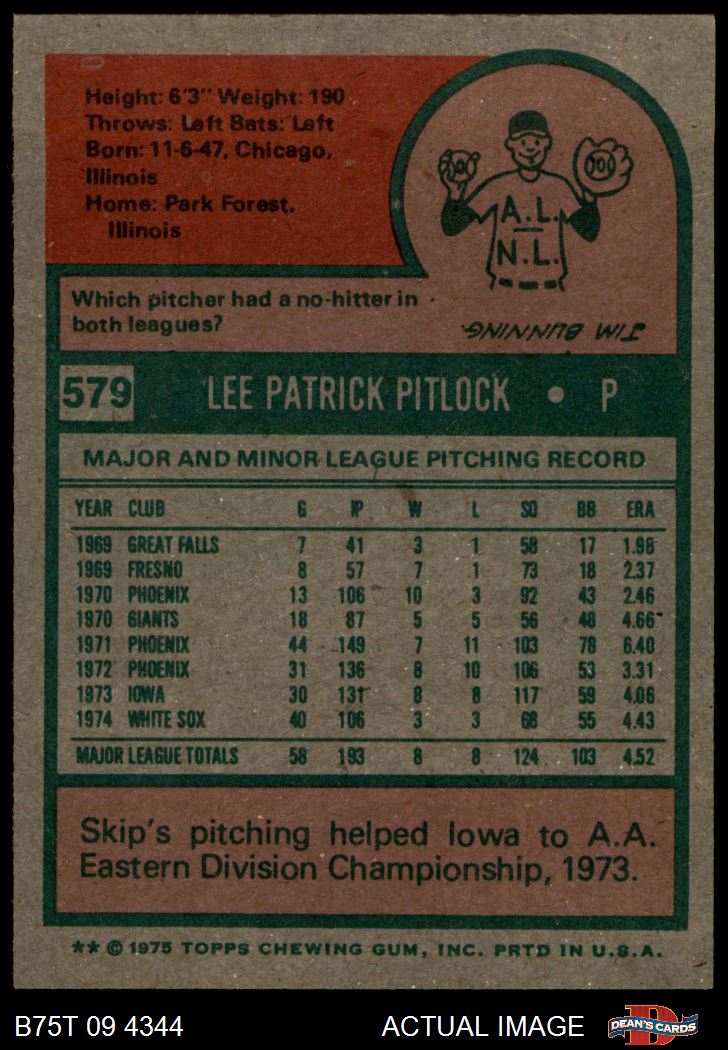 Height: 6'3" Weight: 190
Throws: Left Bats: Left
Born: 11-6-47, Chicago,
Illinois
Home: Park Forest,
Illinois
A.L.
N.L.
Which pitcher had a no-hitter in
both leagues?
JIM BUNNING
579 LEE PATRICK PITLOCK • P
MAJOR AND MINOR LEAGUE PITCHING RECORD
YEAR CLUB G IP W L SO BB ERA
1969 GREAT FALLS 7 41 3 1 58 17 1.98
1969 FRESNO 8 57 7 1 73 18 2.37
1970 PHOENIX 13 106 10 3 92 43 2.46
1970 GIANTS 18 87 5 5 56 48 4.66
1971 PHOENIX 44 149 7 11 103 78 6.40
1972 PHOENIX 31 136 8 10 106 53 3.31
1973 IOWA 30 131 8 8 117 59 4.06
1974 WHITE SOX 40 106 3 3 68 55 4.43
MAJOR LEAGUE TOTALS 58 193 8 8 124 103 4.52
Skip's pitching helped Iowa to A.A.
Eastern Division Championship, 1973.
** © 1975 TOPPS CHEWING GUM, INC. PRTD IN U.S.A.
B75T 09 4344 ACTUAL IMAGE DEAN'S CARDS